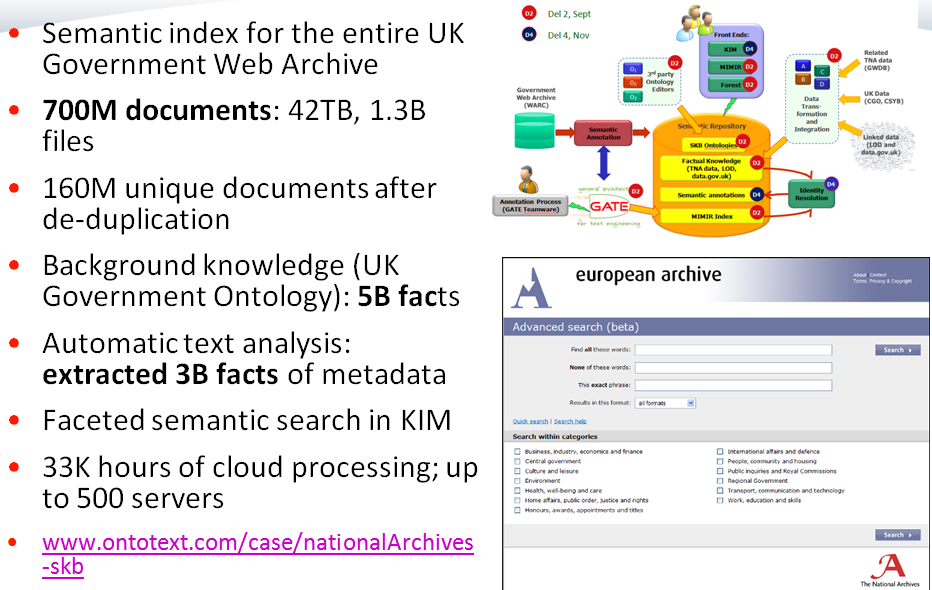 Semantic index for the entire UK
Government Web Archive
700M documents: 42TB, 1.3B
files
160M unique documents after
de-duplication
Background knowledge (UK
Government Ontology): 5B facts
Automatic text analysis:
extracted 3B facts of metadata
Faceted semantic search in KIM
33K hours of cloud processing; up
to 500 servers
www.ontotext.com/case/nationalArchives
-skb
D2 Del 2, Sept
D4 Del 4, Nov
Front Ends:
KIM D4
MIMIR D2
Forest D2
O1
O2
O3
3rd party
Ontology
Editors
D2
Government
Web Archive
(WARC)
Semantic
Annotation
Annotation Process
(GATE Teamware)
general architect
GATE
for text engineering
D2
Semantic Repository
SKB Ontologies D2
Factual Knowledge
(TNA data, LOD,
data.gov.uk)
D2
Semantic annotations D4
MIMIR Index D2
A C
B D
D2
Data
Trans-
formation
and
Integration
Related
TNA data
(GWDB)
UK Data
(CGO, CSYB)
Linked data
(LOD and
data.gov.uk)
D4
Identity
Resolution
european archive
About Contact
Terms, Privacy & Copyright
Advanced search (beta)
Find all these words:
Search
None of these words:
This exact phrase:
Results in this format: all formats
Quick search | Search help
Search within categories
Business, industry, economics and finance
Central government
Culture and leisure
Environment
Health, well-being and care
Home affairs, public order, justice and rights
Honours, awards, appointments and titles
International affairs and defence
People, community and housing
Public inquiries and Royal Commissions
Regional Government
Transport, communication and technology
Work, education and skills
Search
The National Archives